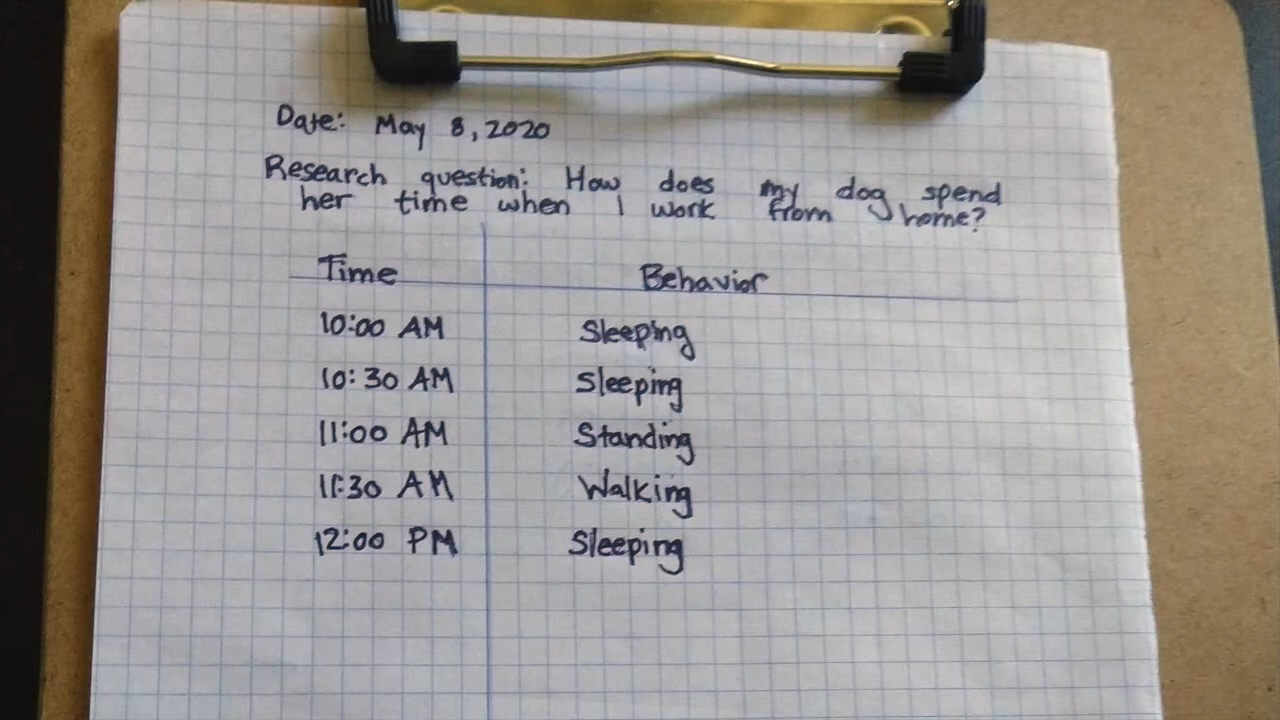 Date: May 8, 2020
Research question: How does my dog spend
her time when I work from home?
Time Behavior
10:00 AM Sleeping
10:30 AM Sleeping
11:00 AM Standing
11:30 AM Walking
12:00 PM Sleeping